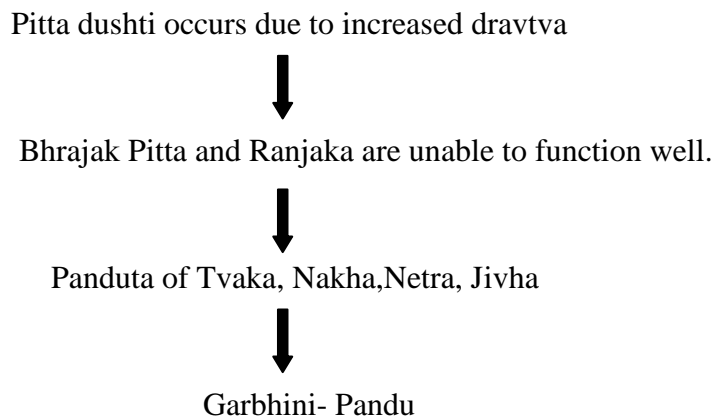 Pitta dushti occurs due to increased dravtva
Bhrajak Pitta and Ranjaka are unable to function well.
Panduta of Tvaka, Nakha,Netra, Jivha
Garbhini- Pandu